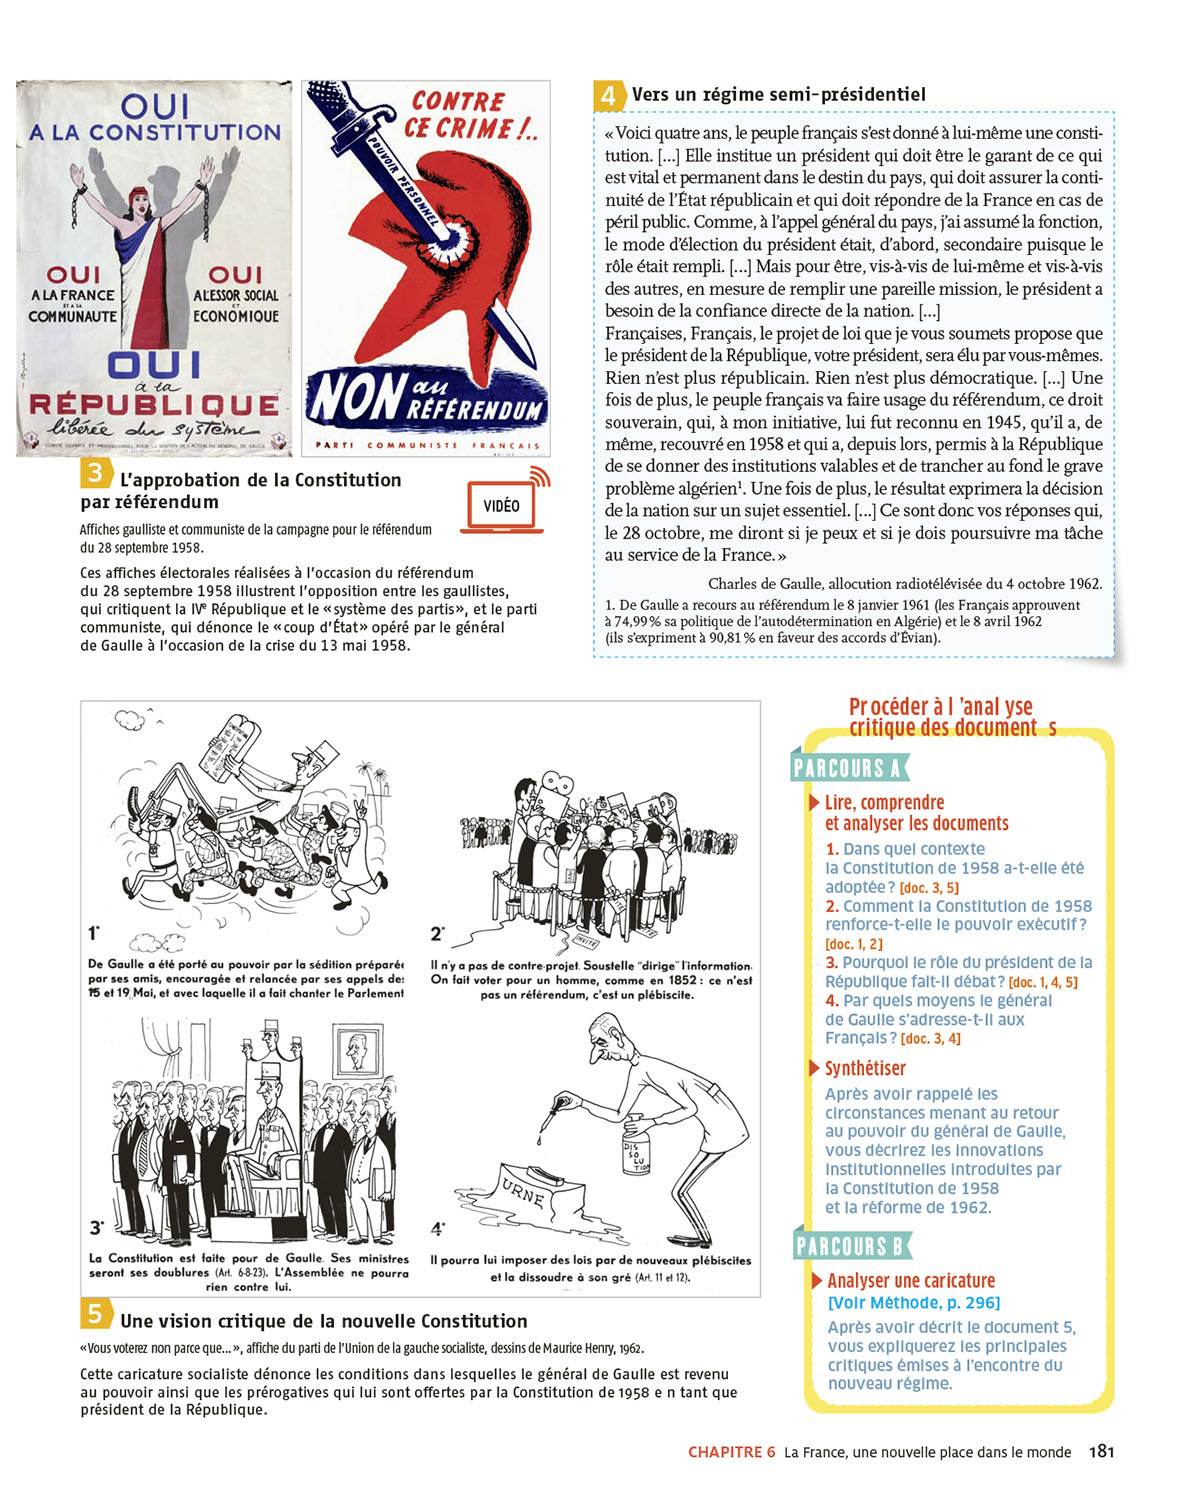 OUI
A LA CONSTITUTION
OUI
A LA FRANCE
ET A SA
COMMUNAUTE
OUI
A L'ESSOR SOCIAL
ET
ECONOMIQUE
OUI
à la
RÉPUBLIQUE
libérée du système
CONTRE
CE CRIME !..
POUVOIR PERSONNEL
NON au
RÉFÉRENDUM
PARTI COMMUNISTE FRANÇAIS
3 L'approbation de la Constitution
par référendum
VIDÉO
Affiches gaulliste et communiste de la campagne pour le référendum
du 28 septembre 1958.
Ces affiches électorales réalisées à l'occasion du référendum
du 28 septembre 1958 illustrent l'opposition entre les gaullistes,
qui critiquent la IVe République et le « système des partis », et le parti
communiste, qui dénonce le « coup d'État » opéré par le général
de Gaulle à l'occasion de la crise du 13 mai 1958.
4 Vers un régime semi-présidentiel
« Voici quatre ans, le peuple français s'est donné à lui-même une consti-
tution. [...] Elle institue un président qui doit être le garant de ce qui
est vital et permanent dans le destin du pays, qui doit assurer la conti-
nuité de l'État républicain et qui doit répondre de la France en cas de
péril public. Comme, à l'appel général du pays, j'ai assumé la fonction,
le mode d'élection du président était, d'abord, secondaire puisque le
rôle était rempli. [...] Mais pour être, vis-à-vis de lui-même et vis-à-vis
des autres, en mesure de remplir une pareille mission, le président a
besoin de la confiance directe de la nation. [...]
Françaises, Français, le projet de loi que je vous soumets propose que
le président de la République, votre président, sera élu par vous-mêmes.
Rien n'est plus républicain. Rien n'est plus démocratique. [...] Une
fois de plus, le peuple français va faire usage du référendum, ce droit
souverain, qui, à mon initiative, lui fut reconnu en 1945, qu'il a, de
même, recouvré en 1958 et qui a, depuis lors, permis à la République
de se donner des institutions valables et de trancher au fond le grave
problème algérien1. Une fois de plus, le résultat exprimera la décision
de la nation sur un sujet essentiel. [...] Ce sont donc vos réponses qui,
le 28 octobre, me diront si je peux et si je dois poursuivre ma tâche
au service de la France. »
Charles de Gaulle, allocution radiotélévisée du 4 octobre 1962.
1. De Gaulle a recours au référendum le 8 janvier 1961 (les Français approuvent
à 74,99 % sa politique de l'autodétermination en Algérie) et le 8 avril 1962
(ils s'expriment à 90,81 % en faveur des accords d'Évian).
1°
De Gaulle a été porté au pouvoir par la sédition préparée
par ses amis, encouragée et relancée par ses appels des
15 et 19 Mai, et avec laquelle il a fait chanter le Parlement
INVITÉ
2°
Il n'y a pas de contre-projet. Soustelle "dirige" l'information.
On fait voter pour un homme, comme en 1852 : ce n'est
pas un référendum, c'est un plébiscite.
3°
La Constitution est faite pour de Gaulle. Ses ministres
seront ses doublures (Art. 6-8-23). L'Assemblée ne pourra
rien contre lui.
DIS
SO
LU
TION
URNE
4°
Il pourra lui imposer des lois par de nouveaux plébiscites
et la dissoudre à son gré (Art. 11 et 12).
5 Une vision critique de la nouvelle Constitution
« Vous voterez non parce que... », affiche du parti de l'Union de la gauche socialiste, dessins de Maurice Henry, 1962.
Cette caricature socialiste dénonce les conditions dans lesquelles le général de Gaulle est revenu
au pouvoir ainsi que les prérogatives qui lui sont offertes par la Constitution de 1958 e n tant que
président de la République.
Procéder à l 'anal yse
critique des document s
PARCOURS A
Lire, comprendre
et analyser les documents
1. Dans quel contexte
la Constitution de 1958 a-t-elle été
adoptée ? [doc. 3, 5]
2. Comment la Constitution de 1958
renforce-t-elle le pouvoir exécutif ?
[doc. 1, 2]
3. Pourquoi le rôle du président de la
République fait-il débat ? [doc. 1, 4, 5]
4. Par quels moyens le général
de Gaulle s'adresse-t-il aux
Français ? [doc. 3, 4]
Synthétiser
Après avoir rappelé les
circonstances menant au retour
au pouvoir du général de Gaulle,
vous décrirez les innovations
institutionnelles introduites par
la Constitution de 1958
et la réforme de 1962.
PARCOURS B
Analyser une caricature
[Voir Méthode, p. 296]
Après avoir décrit le document 5,
vous expliquerez les principales
critiques émises à l'encontre du
nouveau régime.
CHAPITRE 6 La France, une nouvelle place dans le monde 181